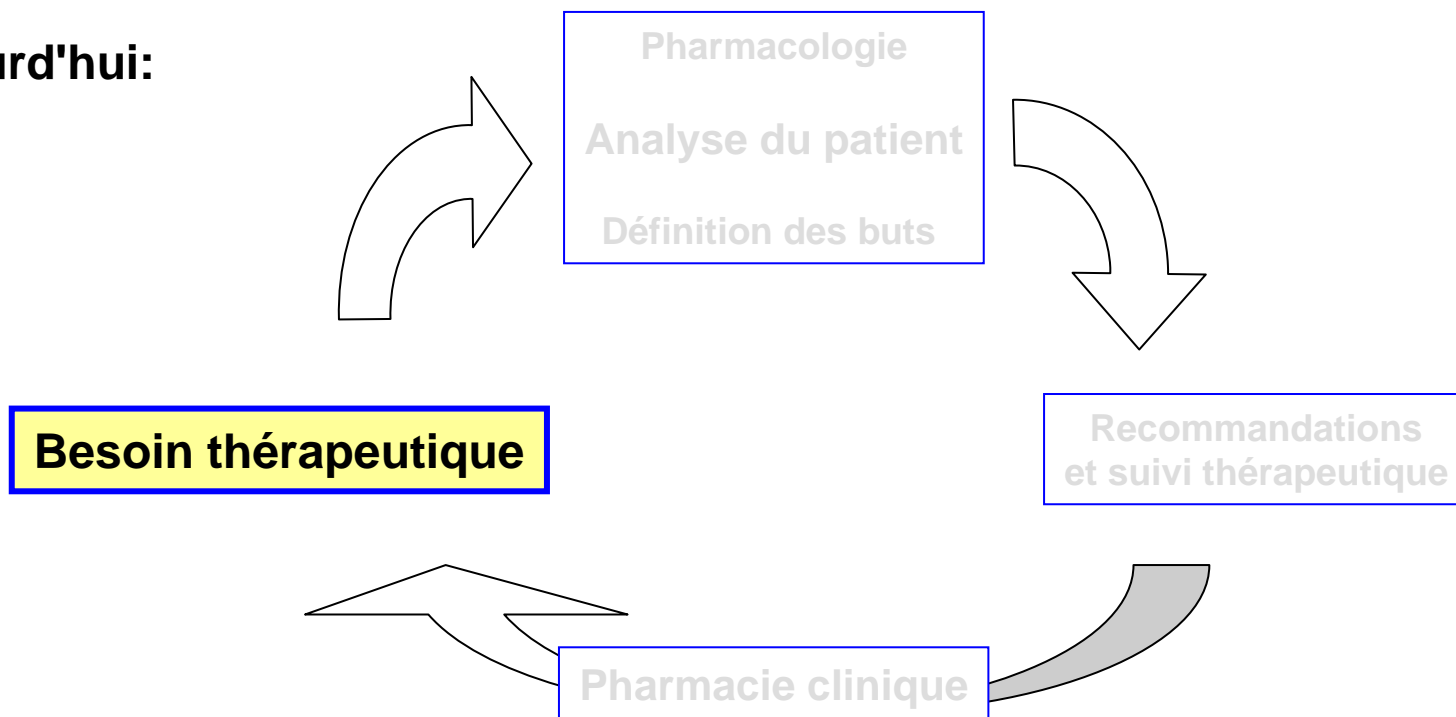 urd'hui:
Pharmacologie
Analyse du patient
Définition des buts
Besoin thérapeutique
Recommandations
et suivi thérapeutique
Pharmacie clinique